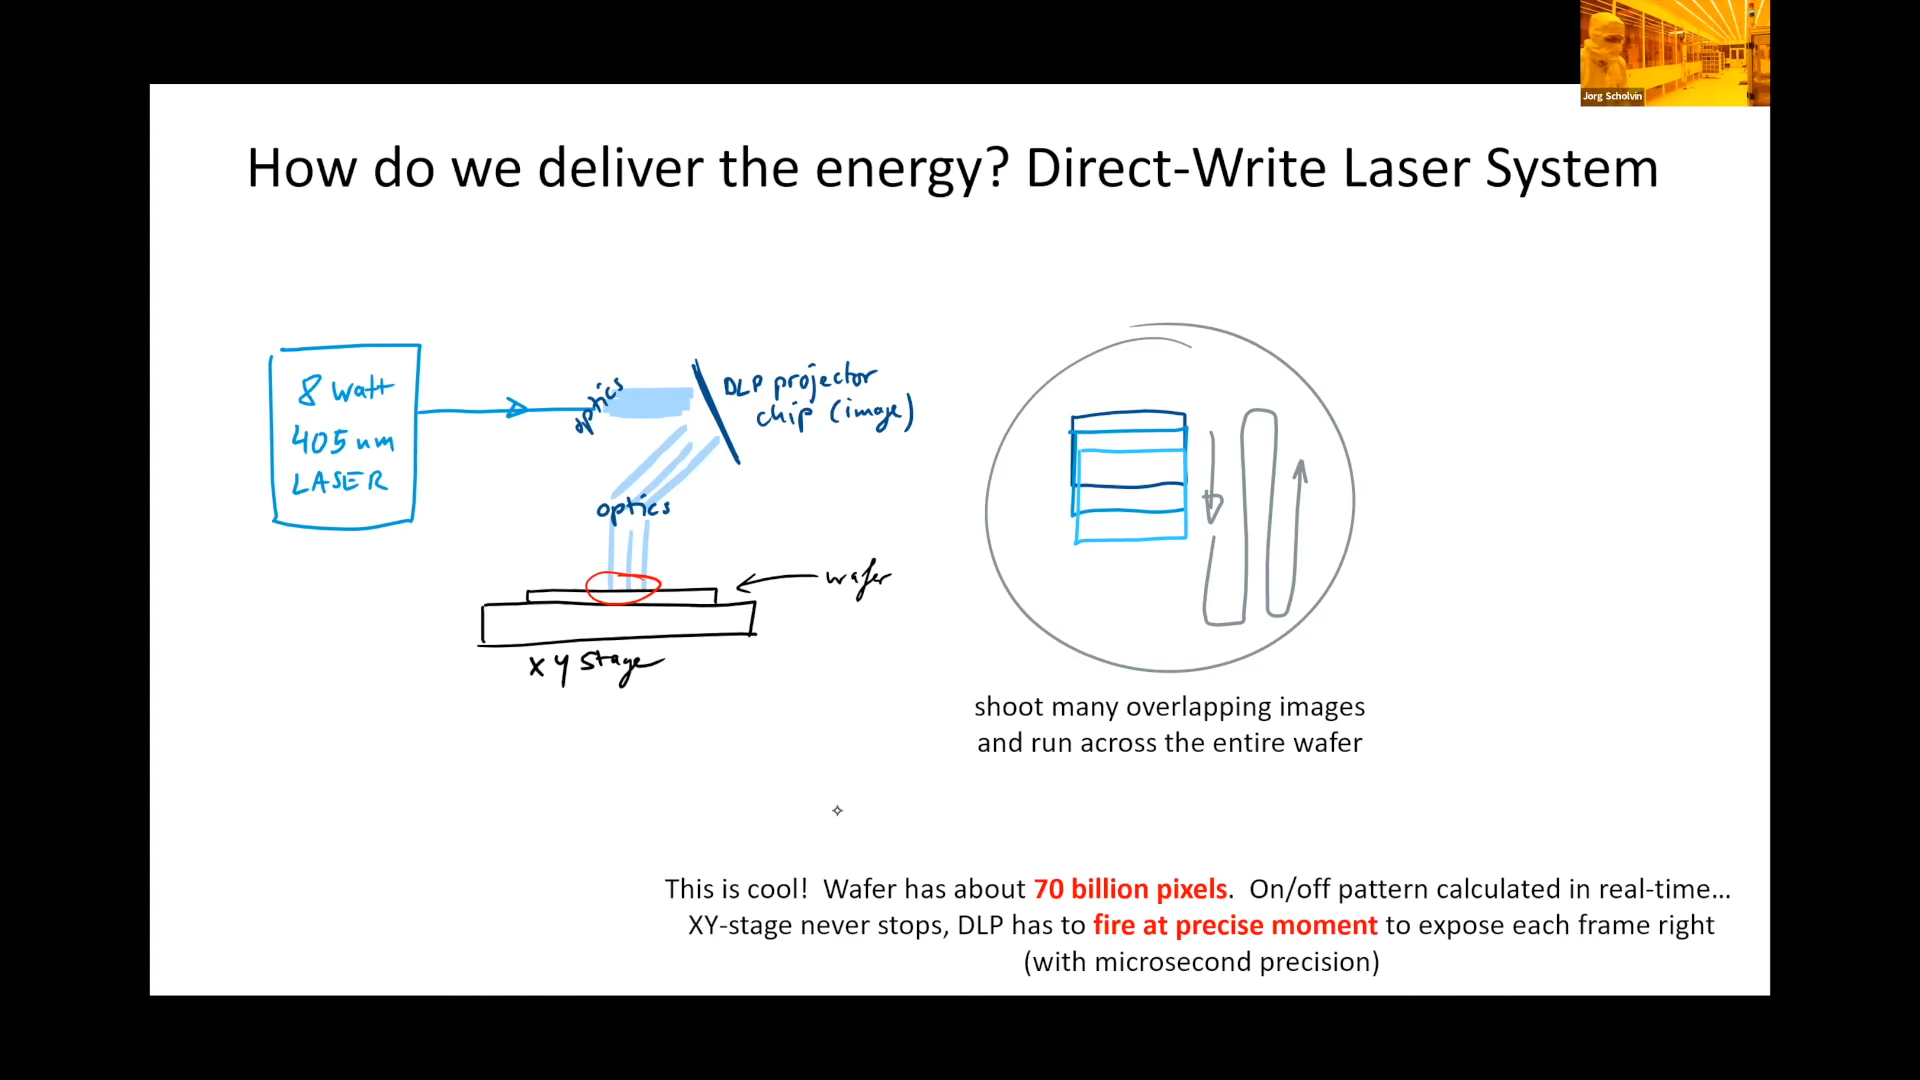 Jorg Scholvin
How do we deliver the energy? Direct-Write Laser System
8 watt
405 nm
LASER
optics
DLP projector
chip (image)
optics
wafer
XY stage
shoot many overlapping images
and run across the entire wafer
This is cool!  Wafer has about 70 billion pixels.  On/off pattern calculated in real-time...
XY-stage never stops, DLP has to fire at precise moment to expose each frame right
(with microsecond precision)